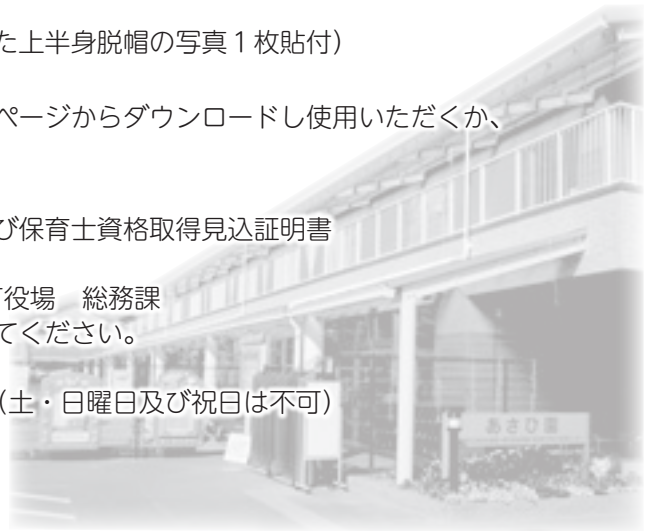 た上半身脱帽の写真1枚貼付)
ページからダウンロードし使用いただくか、
び保育士資格取得見込証明書
役場　総務課
てください。
(土・日曜日及び祝日は不可)
あさひ園